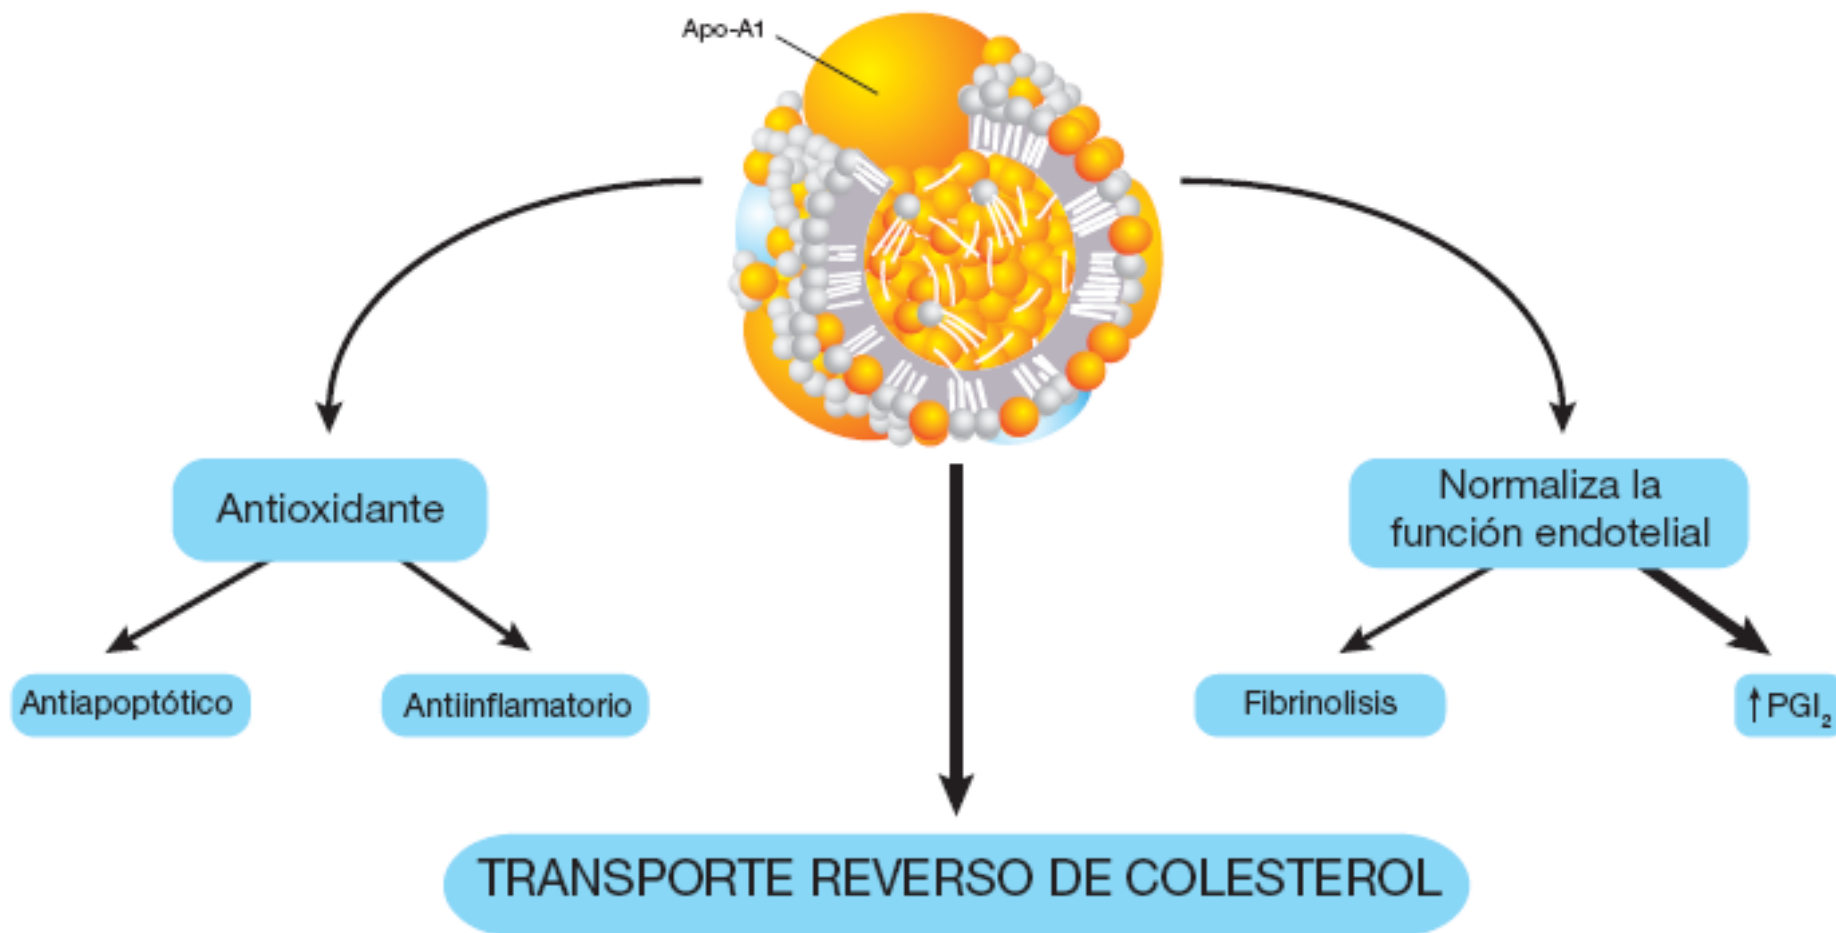 Apo-A1
Antioxidante
Normaliza la
función endotelial
Antiapoptótico
Antiinflamatorio
Fibrinolisis
↑PGI₂
TRANSPORTE REVERSO DE COLESTEROL